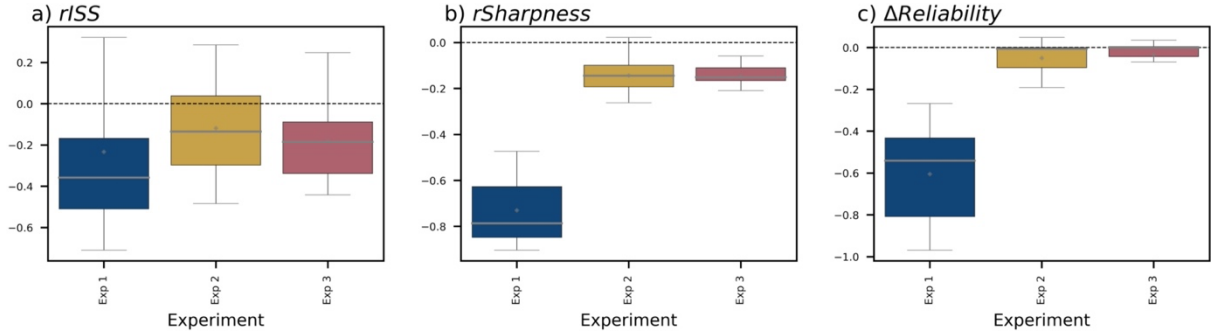 a) rISS
0.2
0.0
−0.2
−0.4
−0.6
Exp 1
Exp 2
Exp 3
Experiment
b) rSharpness
0.0
−0.2
−0.4
−0.6
−0.8
Exp 1
Exp 2
Exp 3
Experiment
c) ΔReliability
0.0
−0.2
−0.4
−0.6
−0.8
−1.0
Exp 1
Exp 2
Exp 3
Experiment